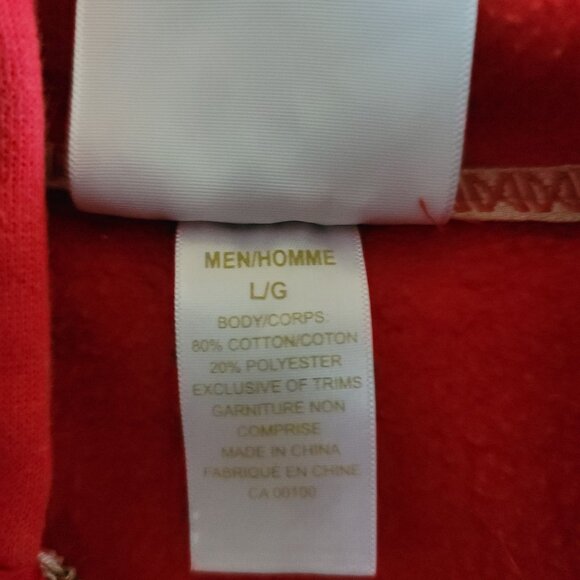 MEN/HOMME
L/G
BODY/CORPS
80% COTTON/COTON
20% POLYESTER
EXCLUSIVE OF TRIMS
GARNITURE NON
COMPRISE
MADE IN CHINA
FABRIQUÉ EN CHINE
CA 00100